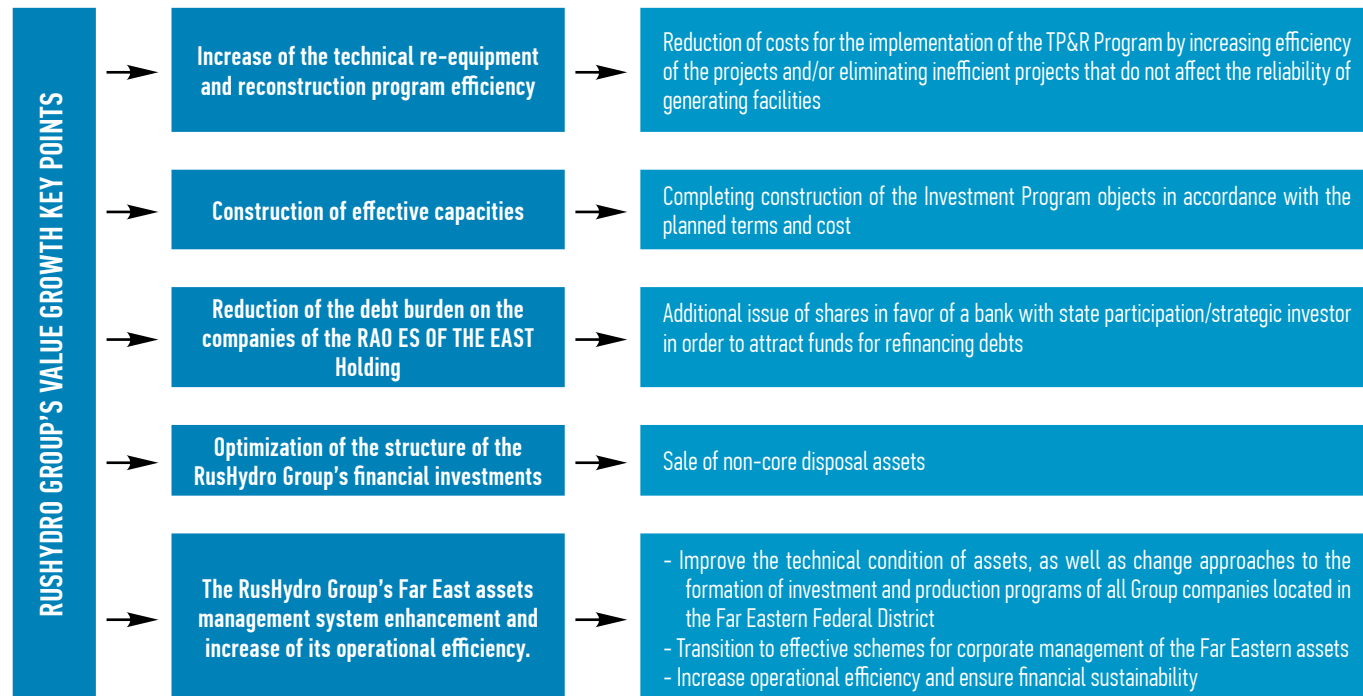 RUSHYDRO GROUP'S VALUE GROWTH KEY POINTS
Increase of the technical re-equipment
and reconstruction program efficiency
Reduction of costs for the implementation of the TP&R Program by increasing efficiency
of the projects and/or eliminating inefficient projects that do not affect the reliability of
generating facilities
Construction of effective capacities
Completing construction of the Investment Program objects in accordance with the
planned terms and cost
Reduction of the debt burden on the
companies of the RAO ES OF THE EAST
Holding
Additional issue of shares in favor of a bank with state participation/strategic investor
in order to attract funds for refinancing debts
Optimization of the structure of the
RusHydro Group's financial investments
Sale of non-core disposal assets
The RusHydro Group's Far East assets
management system enhancement and
increase of its operational efficiency.
- Improve the technical condition of assets, as well as change approaches to the
formation of investment and production programs of all Group companies located in
the Far Eastern Federal District
- Transition to effective schemes for corporate management of the Far Eastern assets
- Increase operational efficiency and ensure financial sustainability